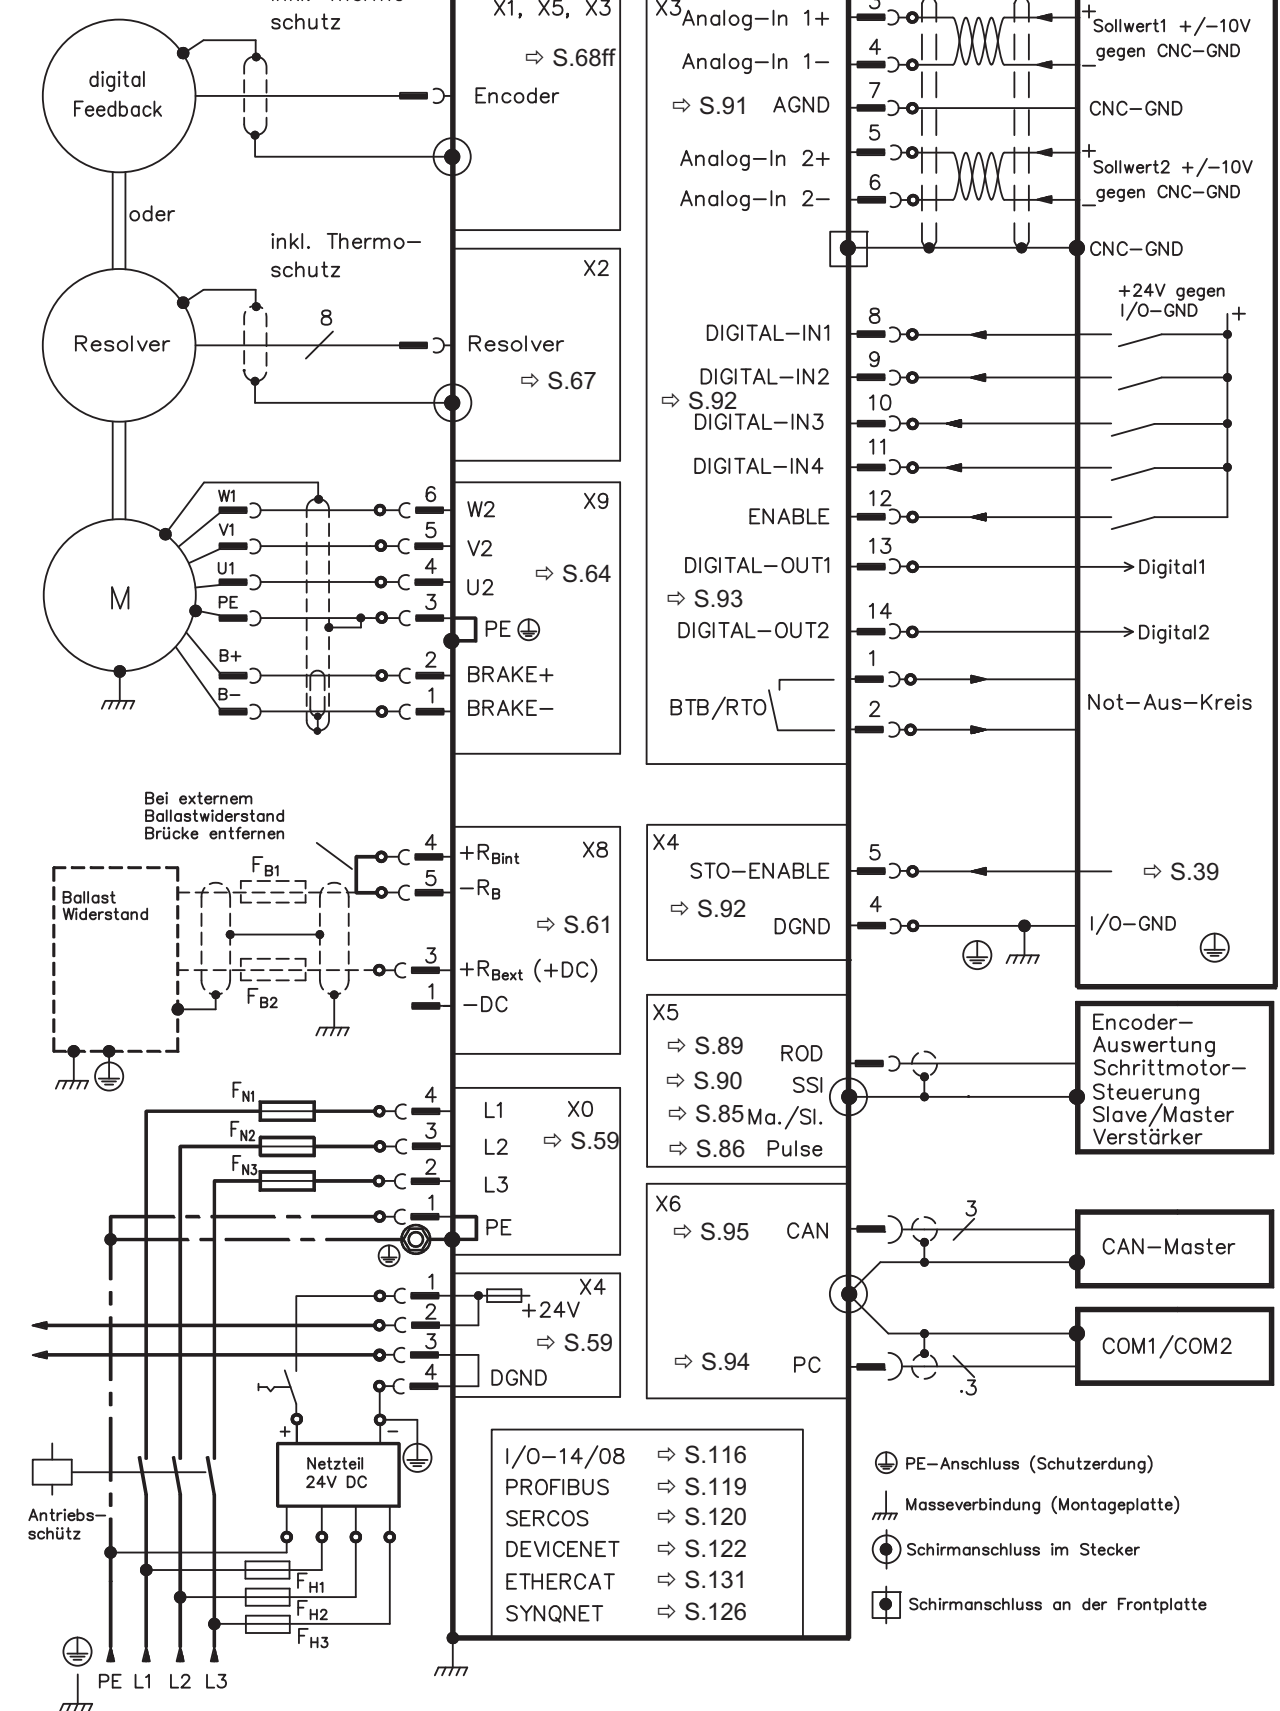 schutz
digital
Feedback
oder
inkl. Thermo-
schutz
Resolver
8
X1, X5, X3
⇨ S.68ff
Encoder
X2
Resolver
⇨ S.67
W1
V1
U1
PE
B+
B-
M
6
5
4
3
2
1
X9
W2
V2
U2
⇨ S.64
PE
BRAKE+
BRAKE-
Bei externem
Ballastwiderstand
Brücke entfernen
Ballast
Widerstand
FB1
FB2
4
5
3
1
X8
+RBint
-RB
⇨ S.61
+RBext (+DC)
-DC
FN1
FN2
FN3
4
3
2
1
L1
X0
L2
⇨ S.59
L3
PE
1
2
3
4
X4
+24V
⇨ S.59
DGND
+
-
Netzteil
24V DC
Antriebs-
schütz
FH1
FH2
FH3
PE L1 L2 L3
X3
Analog-In 1+
3
Analog-In 1-
4
⇨ S.91
AGND
7
Analog-In 2+
5
Analog-In 2-
6
+
Sollwert1 +/-10V
gegen CNC-GND
-
CNC-GND
+
Sollwert2 +/-10V
gegen CNC-GND
-
CNC-GND
+24V gegen
I/O-GND
+
DIGITAL-IN1
8
DIGITAL-IN2
9
⇨ S.92
DIGITAL-IN3
10
DIGITAL-IN4
11
ENABLE
12
DIGITAL-OUT1
13
Digital1
⇨ S.93
DIGITAL-OUT2
14
Digital2
BTB/RTO
1
2
Not-Aus-Kreis
X4
STO-ENABLE
5
⇨ S.39
⇨ S.92
DGND
4
I/O-GND
X5
⇨ S.89
ROD
⇨ S.90
SSI
⇨ S.85 Ma./Sl.
⇨ S.86 Pulse
Encoder-
Auswertung
Schrittmotor-
Steuerung
Slave/Master
Verstärker
X6
⇨ S.95 CAN
3
CAN-Master
⇨ S.94 PC
3
COM1/COM2
I/O-14/08 ⇨ S.116
PROFIBUS ⇨ S.119
SERCOS ⇨ S.120
DEVICENET ⇨ S.122
ETHERCAT ⇨ S.131
SYNQNET ⇨ S.126
PE-Anschluss (Schutzerdung)
Masseverbindung (Montageplatte)
Schirmanschluss im Stecker
Schirmanschluss an der Frontplatte